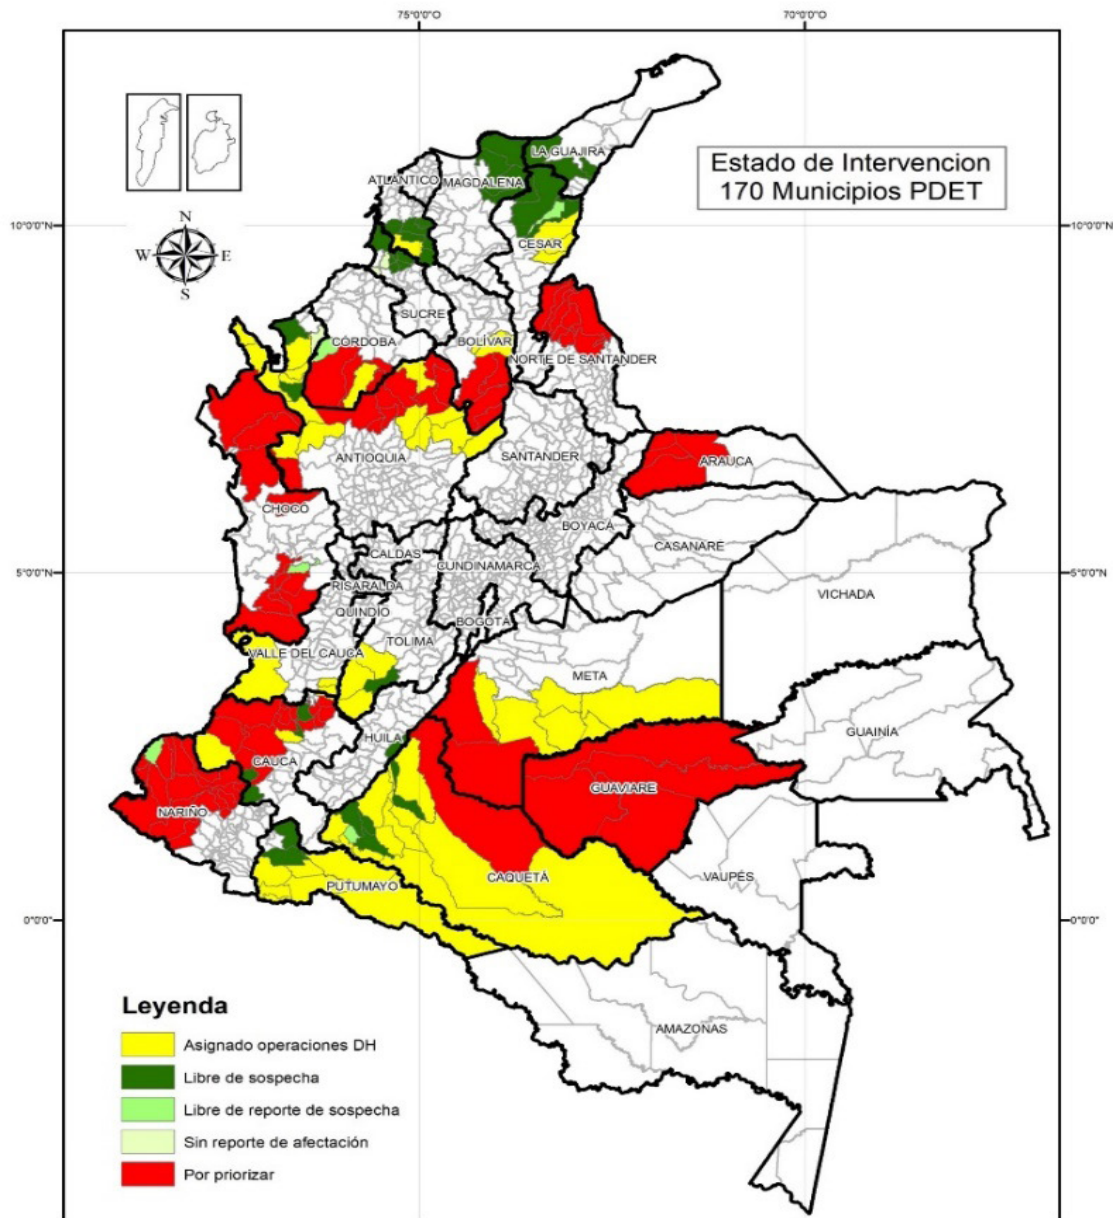 75°0'0"O
70°0'0"O
Estado de Intervencion
170 Municipios PDET
10°0'0"N
10°0'0"N
N
W
E
S
LA GUAJIRA
ATLÁNTICO
MAGDALENA
CESAR
SUCRE
CÓRDOBA
BOLÍVAR
NORTE DE SANTANDER
ANTIOQUIA
SANTANDER
ARAUCA
CHOCO
BOYACÁ
CASANARE
CALDAS
CUNDINAMARCA
5°0'0"N
5°0'0"N
RISARALDA
VICHADA
QUINDÍO
BOGOTÁ
TOLIMA
VALLE DEL CAUCA
META
GUAINÍA
HUILA
CAUCA
GUAVIARE
NARIÑO
CAQUETÁ
VAUPÉS
PUTUMAYO
0°0'0"
0°0'0"
AMAZONAS
Leyenda
Asignado operaciones DH
Libre de sospecha
Libre de reporte de sospecha
Sin reporte de afectación
Por priorizar